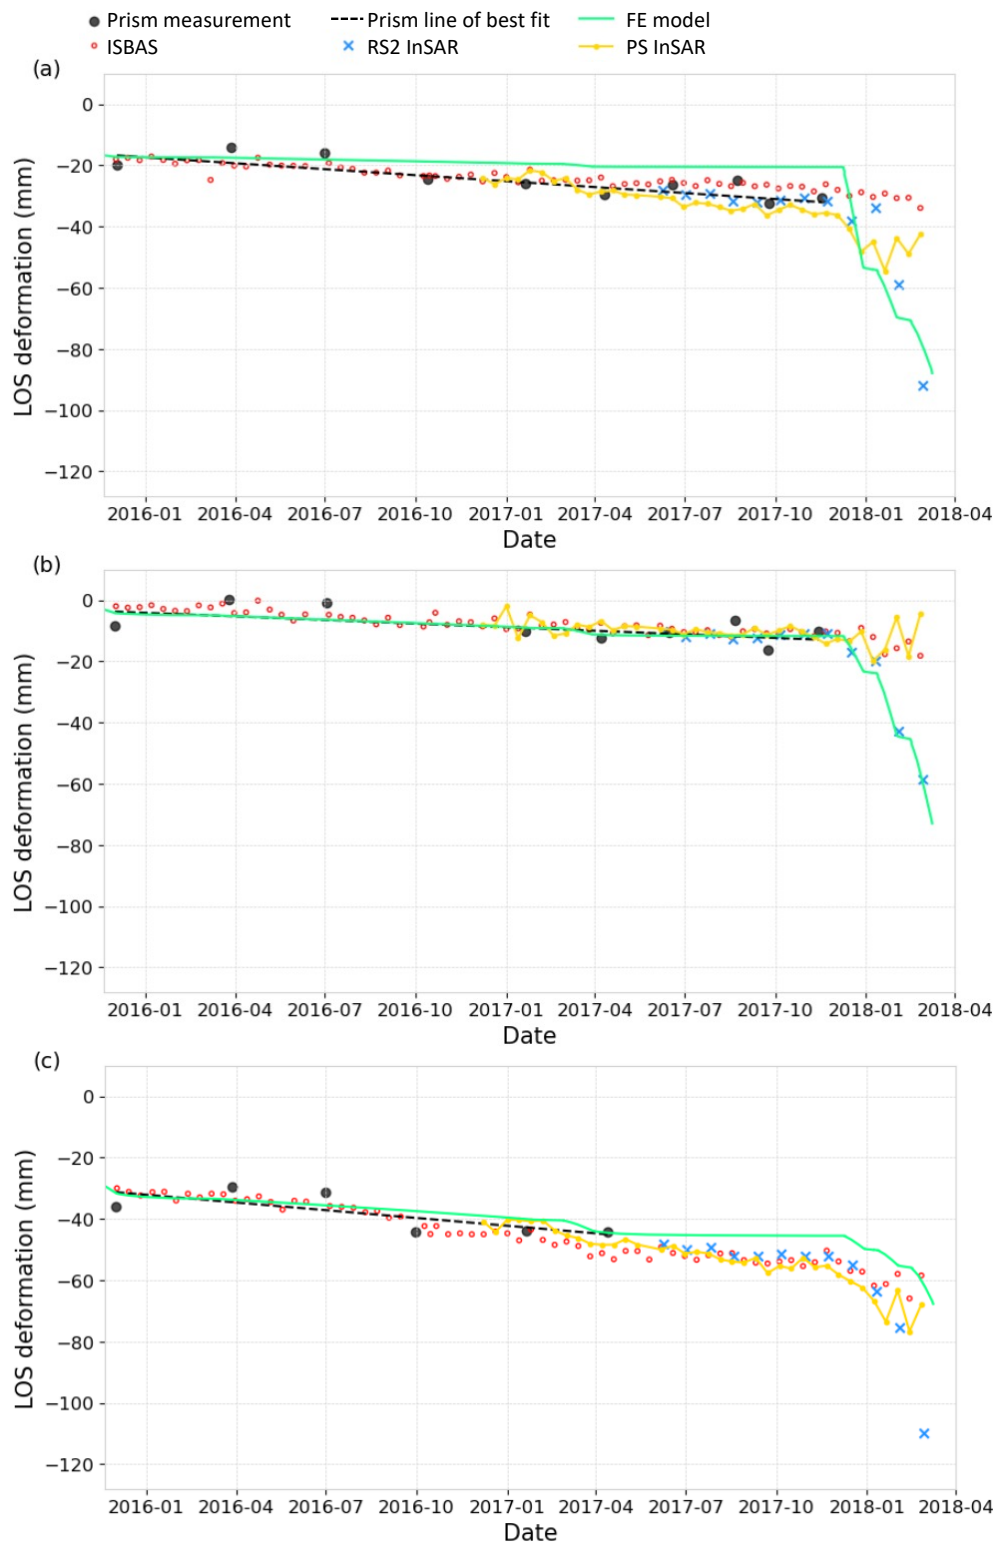 Prism measurement Prism line of best fit FE model
ISBAS RS2 InSAR PS InSAR
(a)
0
−20
−40
−60
−80
−100
−120
LOS deformation (mm)
2016-01 2016-04 2016-07 2016-10 2017-01 2017-04 2017-07 2017-10 2018-01 2018-04
Date
(b)
0
−20
−40
−60
−80
−100
−120
LOS deformation (mm)
2016-01 2016-04 2016-07 2016-10 2017-01 2017-04 2017-07 2017-10 2018-01 2018-04
Date
(c)
0
−20
−40
−60
−80
−100
−120
LOS deformation (mm)
2016-01 2016-04 2016-07 2016-10 2017-01 2017-04 2017-07 2017-10 2018-01 2018-04
Date